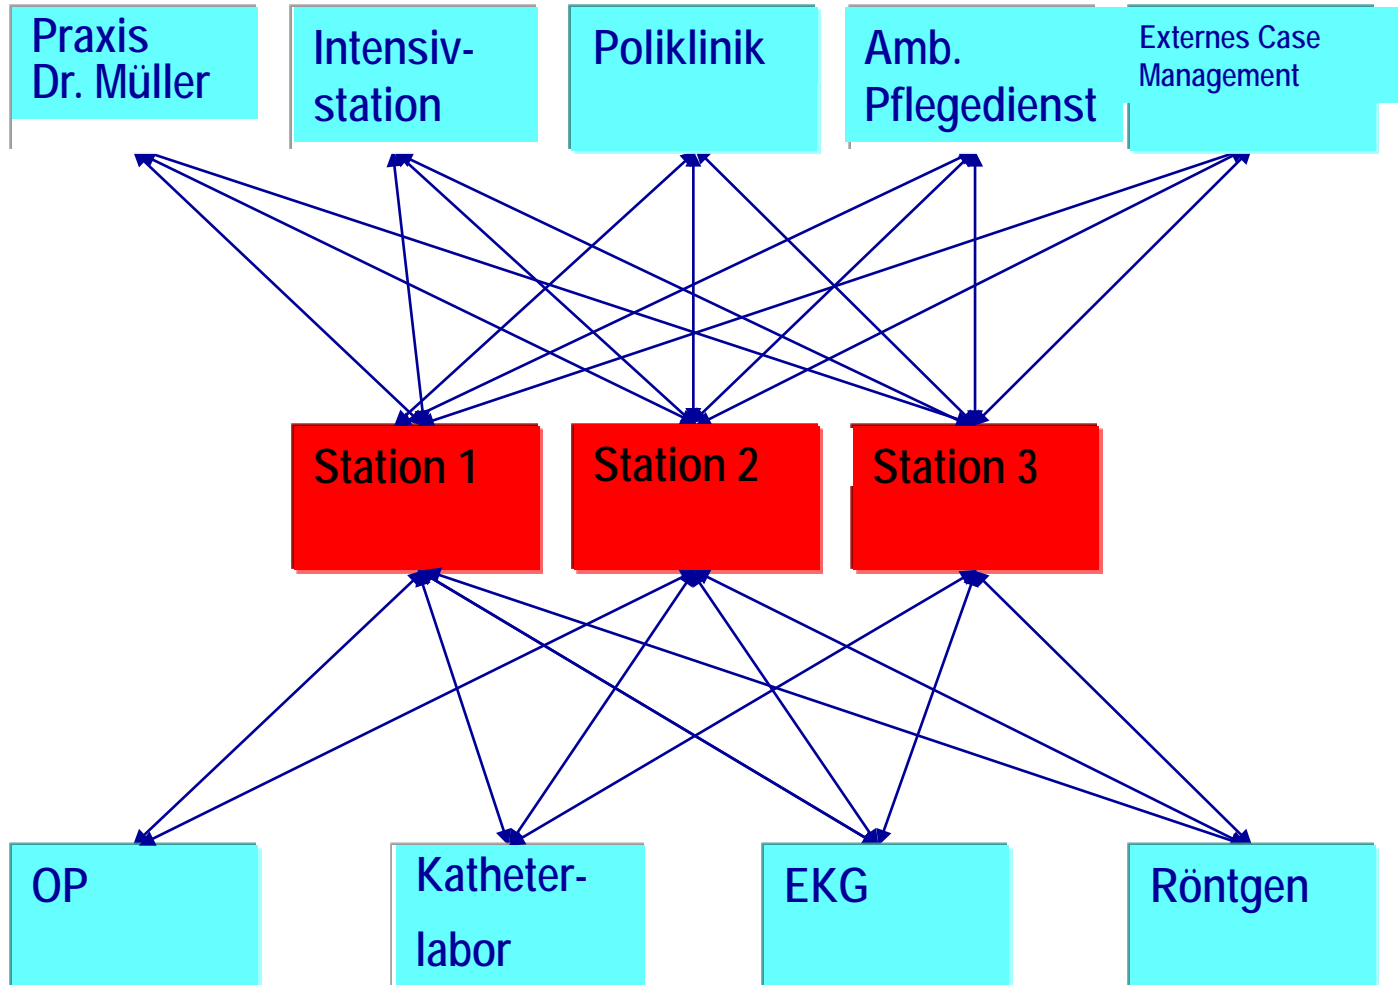 Praxis
Dr. Müller
Intensiv-
station
Poliklinik
Amb.
Pflegedienst
Externes Case
Management
Station 1
Station 2
Station 3
OP
Katheter-
labor
EKG
Röntgen